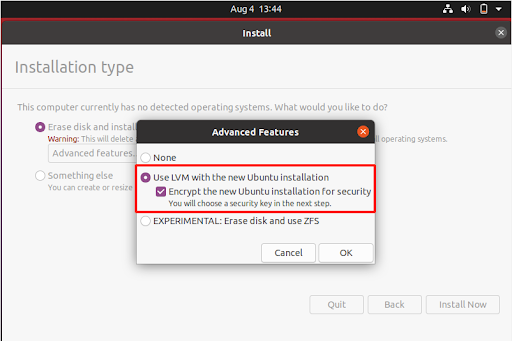 Aug 4 13:44
Install
Installation type
This computer currently has no detected operating systems. What would you like to do?
Erase disk and install
Warning: This will delete
ll operating systems.
Advanced features...
Something else
You can create or resize
Advanced Features
None
Use LVM with the new Ubuntu installation
Encrypt the new Ubuntu installation for security
You will choose a security key in the next step.
EXPERIMENTAL: Erase disk and use ZFS
Cancel
OK
Quit
Back
Install Now